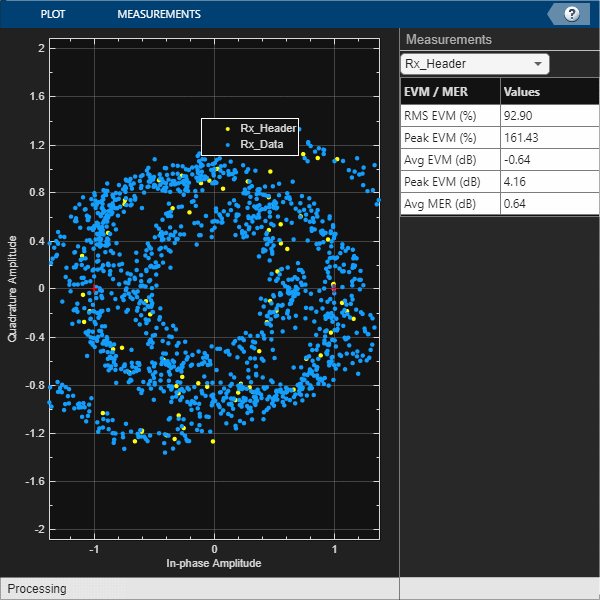 PLOT MEASUREMENTS ?
Measurements
Rx_Header
EVM / MER Values
RMS EVM (%) 92.90
Peak EVM (%) 161.43
Avg EVM (dB) -0.64
Peak EVM (dB) 4.16
Avg MER (dB) 0.64
Rx_Header
Rx_Data
2
1.6
1.2
0.8
0.4
0
-0.4
-0.8
-1.2
-1.6
-2
Quadrature Amplitude
-1 0 1
In-phase Amplitude
Processing